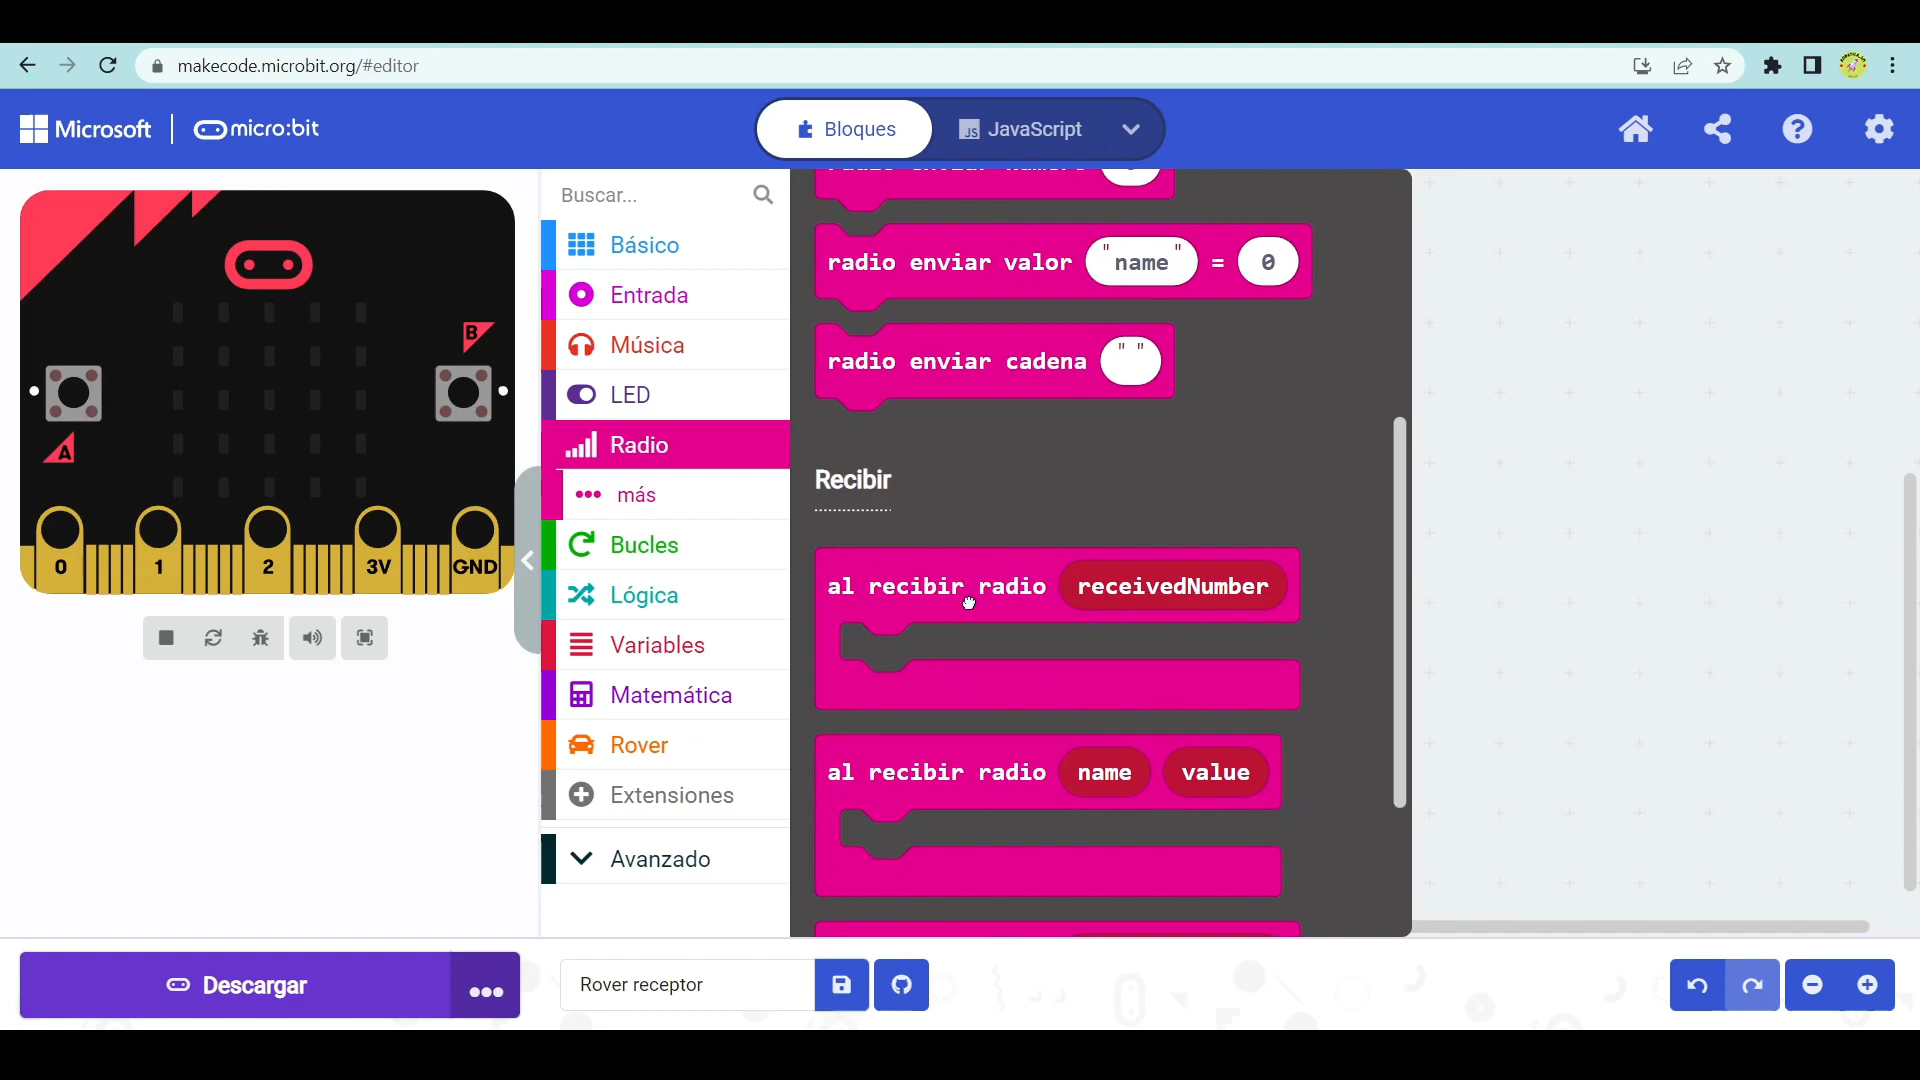 makecode.microbit.org/#editor
Microsoft
micro:bit
Bloques
JS JavaScript
Buscar...
Básico
Entrada
Música
LED
Radio
más
Bucles
Lógica
Variables
Matemática
Rover
Extensiones
Avanzado
radio enviar valor "name" = 0
radio enviar cadena " "
Recibir
al recibir radio receivedNumber
al recibir radio name value
B
A
0 1 2 3V GND
Descargar
Rover receptor